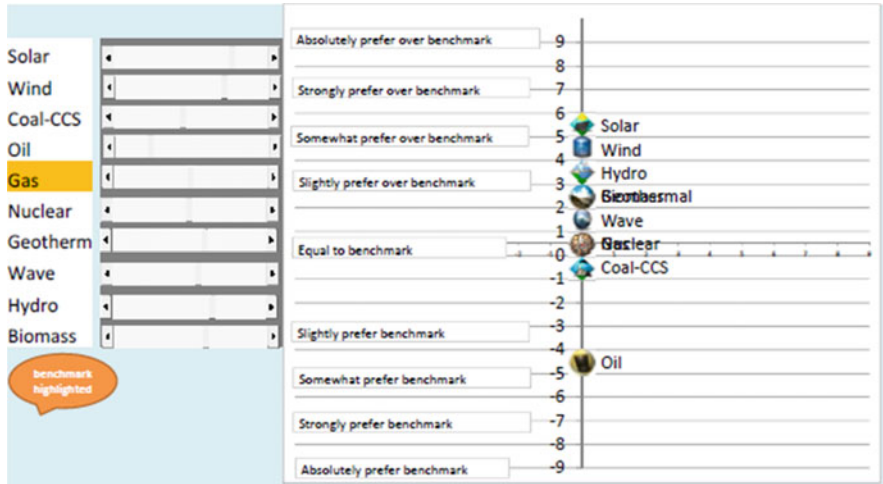 Solar
Wind
Coal-CCS
Oil
Gas
Nuclear
Geotherm
Wave
Hydro
Biomass
benchmark
highlighted
Absolutely prefer over benchmark
Strongly prefer over benchmark
Somewhat prefer over benchmark
Slightly prefer over benchmark
Equal to benchmark
Slightly prefer benchmark
Somewhat prefer benchmark
Strongly prefer benchmark
Absolutely prefer benchmark
9
8
7
6
5
4
3
2
1
0
-1
-2
-3
-4
-5
-6
-7
-8
-9
Solar
Wind
Hydro
Wave
Nuclear
Coal-CCS
Oil